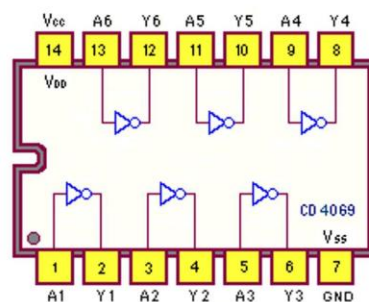 Vcc A6 Y6 A5 Y5 A4 Y4
14 13 12 11 10 9 8
VDD
CD 4069
Vss
1 2 3 4 5 6 7
A1 Y1 A2 Y2 A3 Y3 GND